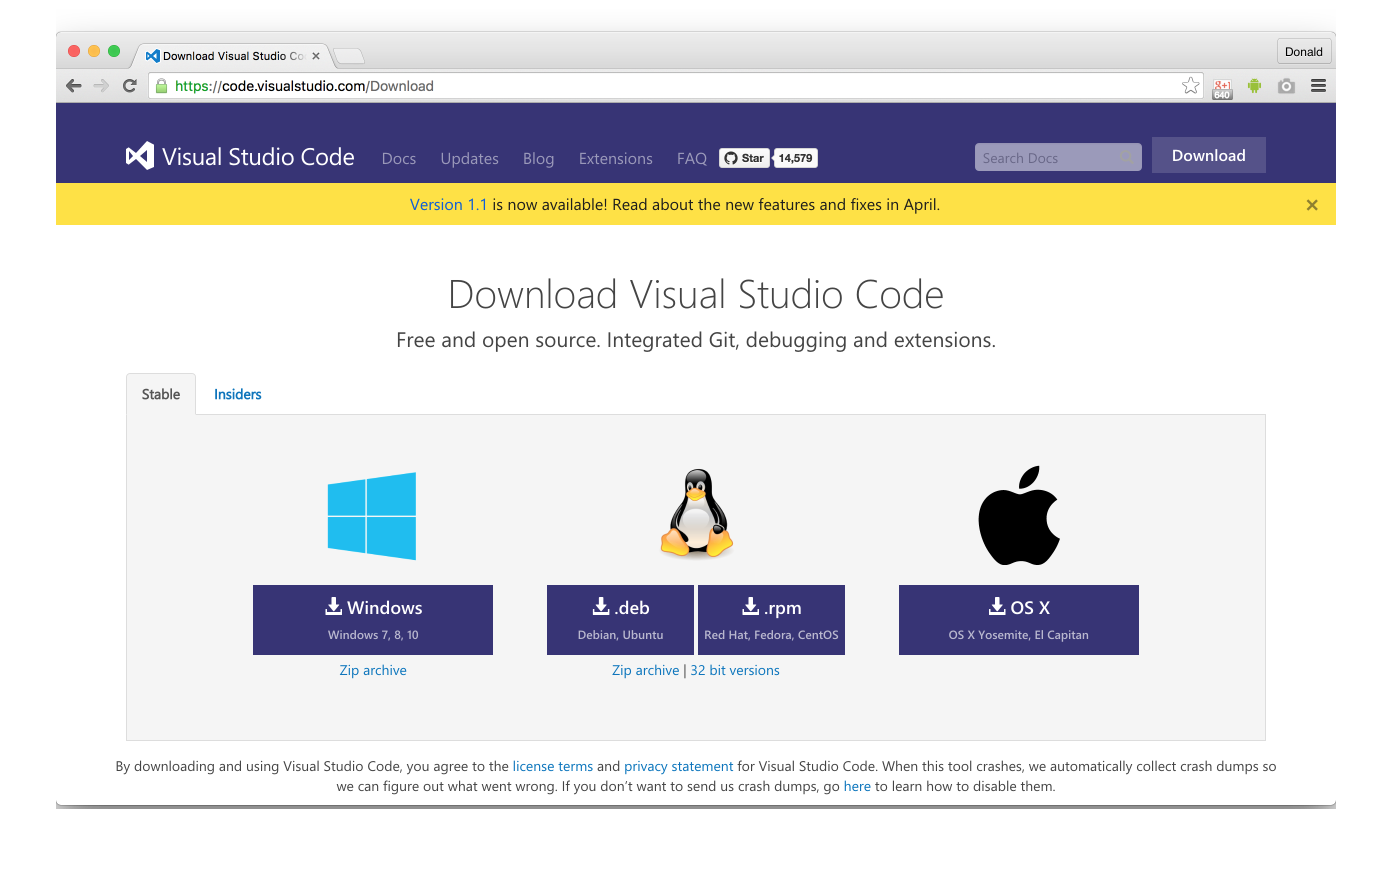 Download Visual Studio Co
Donald
https://code.visualstudio.com/Download
g+1
640
Visual Studio Code Docs Updates Blog Extensions FAQ Star 14,579 Search Docs Download
Version 1.1 is now available! Read about the new features and fixes in April.
Download Visual Studio Code
Free and open source. Integrated Git, debugging and extensions.
Stable Insiders
Windows .deb .rpm OS X
Windows 7, 8, 10 Debian, Ubuntu Red Hat, Fedora, CentOS OS X Yosemite, El Capitan
Zip archive Zip archive | 32 bit versions
By downloading and using Visual Studio Code, you agree to the license terms and privacy statement for Visual Studio Code. When this tool crashes, we automatically collect crash dumps so
we can figure out what went wrong. If you don't want to send us crash dumps, go here to learn how to disable them.